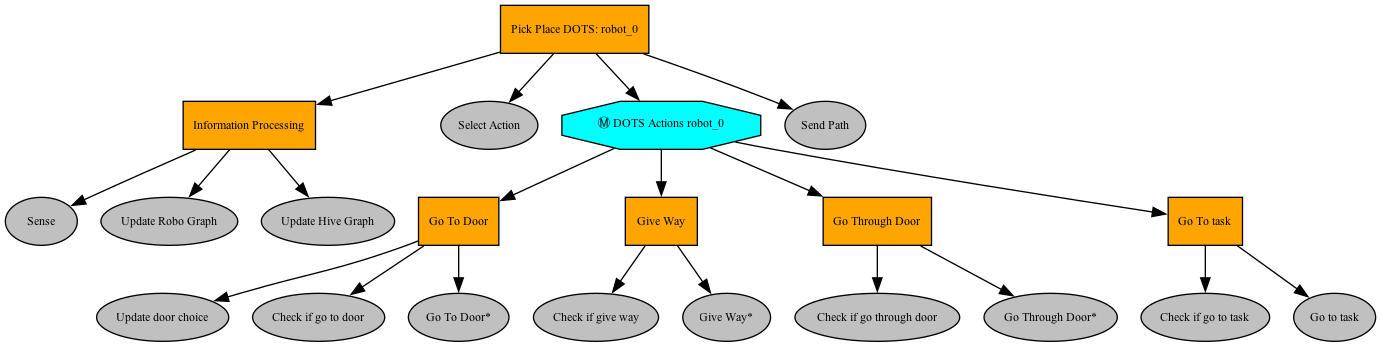 Pick Place DOTS: robot_0
Information Processing
Select Action
Ⓜ DOTS Actions robot_0
Send Path
Sense
Update Robo Graph
Update Hive Graph
Go To Door
Give Way
Go Through Door
Go To task
Update door choice
Check if go to door
Go To Door*
Check if give way
Give Way*
Check if go through door
Go Through Door*
Check if go to task
Go to task